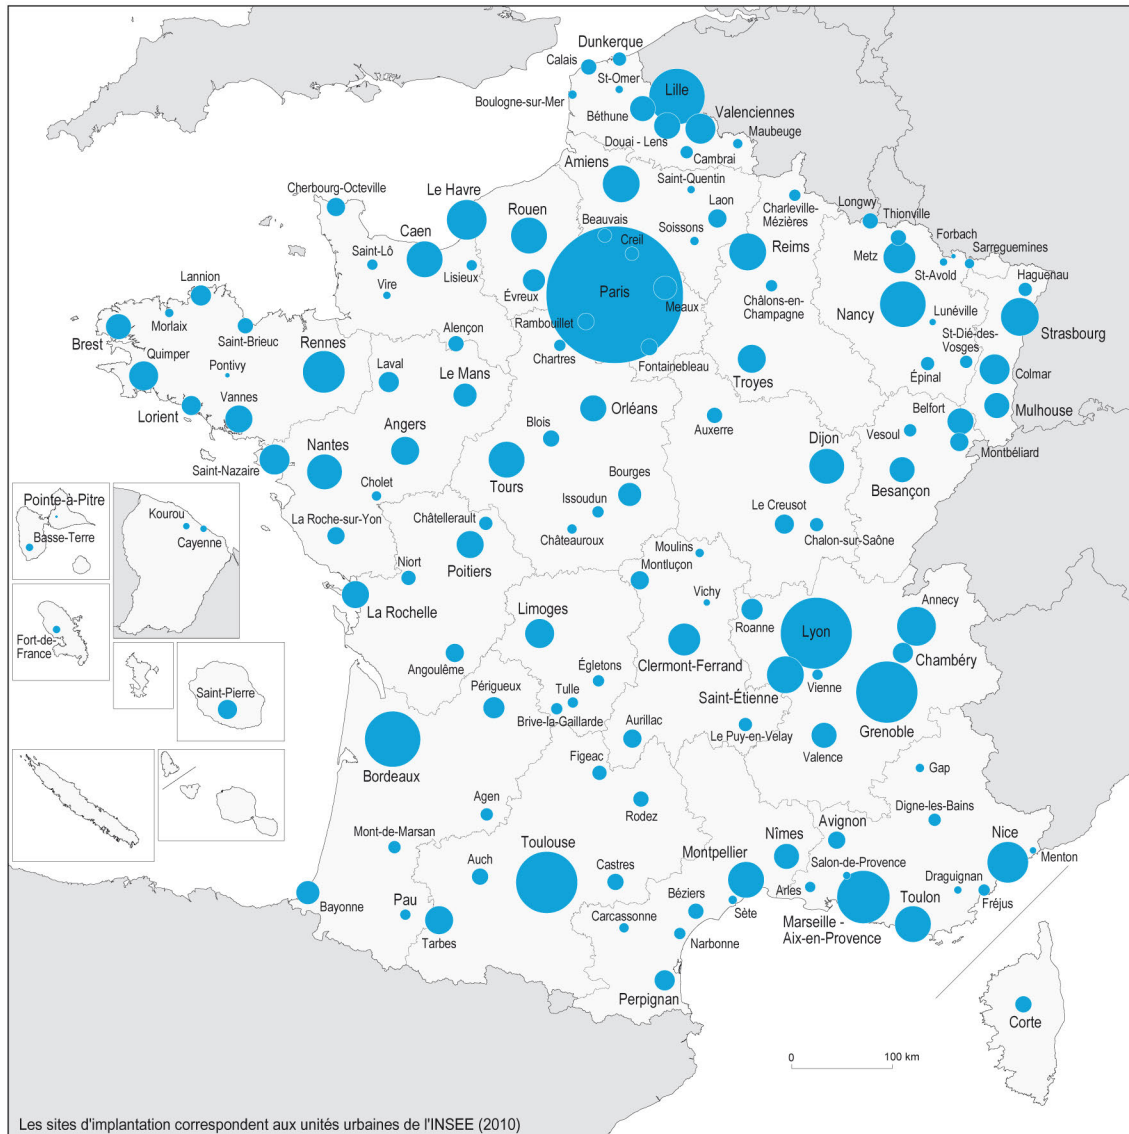 Dunkerque
Calais
St-Omer
Lille
Boulogne-sur-Mer
Béthune
Valenciennes
Douai - Lens
Maubeuge
Cambrai
Amiens
Saint-Quentin
Cherbourg-Octeville
Le Havre
Rouen
Laon
Charleville-
Mézières
Longwy
Thionville
Beauvais
Soissons
Caen
Creil
Reims
Forbach
Sarreguemines
Metz
Saint-Lô
Lisieux
St-Avold
Haguenau
Lannion
Vire
Évreux
Paris
Meaux
Châlons-en-
Champagne
Nancy
Lunéville
Morlaix
Rambouillet
Strasbourg
Brest
Saint-Brieuc
Alençon
St-Dié-des-
Vosges
Rennes
Quimper
Chartres
Fontainebleau
Pontivy
Laval
Le Mans
Troyes
Épinal
Colmar
Vannes
Lorient
Orléans
Auxerre
Belfort
Mulhouse
Blois
Vesoul
Nantes
Angers
Dijon
Montbéliard
Saint-Nazaire
Tours
Bourges
Besançon
Cholet
Issoudun
Pointe-à-Pitre
Le Creusot
Kourou
La Roche-sur-Yon
Châtellerault
Basse-Terre
Cayenne
Châteauroux
Chalon-sur-Saône
Moulins
Niort
Poitiers
Montluçon
Vichy
Annecy
La Rochelle
Limoges
Roanne
Lyon
Fort-de-
France
Clermont-Ferrand
Chambéry
Angoulême
Égletons
Vienne
Saint-Pierre
Périgueux
Tulle
Saint-Étienne
Brive-la-Gaillarde
Aurillac
Le Puy-en-Velay
Grenoble
Valence
Figeac
Bordeaux
Gap
Agen
Rodez
Digne-les-Bains
Mont-de-Marsan
Nîmes
Avignon
Nice
Toulouse
Montpellier
Menton
Auch
Castres
Salon-de-Provence
Draguignan
Pau
Béziers
Arles
Toulon
Fréjus
Bayonne
Carcassonne
Sète
Marseille -
Aix-en-Provence
Tarbes
Narbonne
Perpignan
Corte
0
100 km
Les sites d'implantation correspondent aux unités urbaines de l'INSEE (2010)